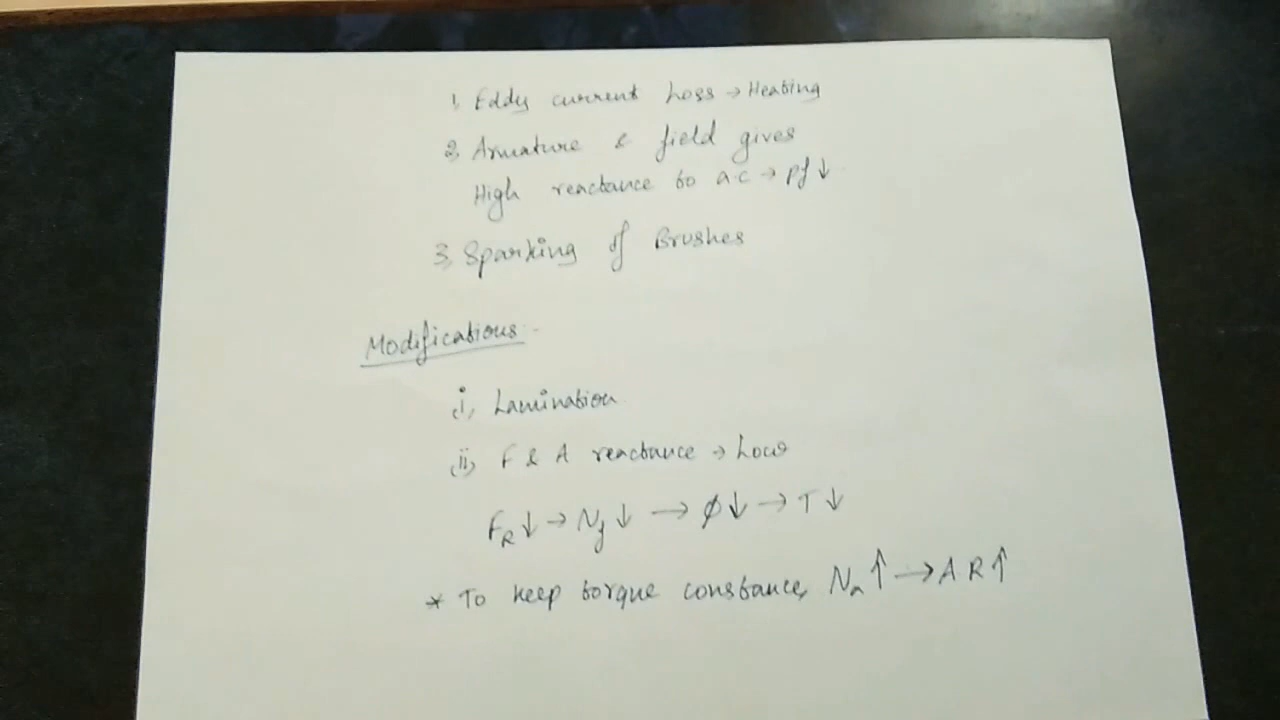 1, Eddy current Loss → Heating
2, Armature & field gives
High reactance to a.c → pf ↓
3, Sparking of Brushes
Modifications:-
(i), Lamination
(ii) F & A reactance → Low
F_R ↓ → N_f ↓ → ϕ ↓ → T ↓
* To keep torque constance, N_a ↑ → A R ↑